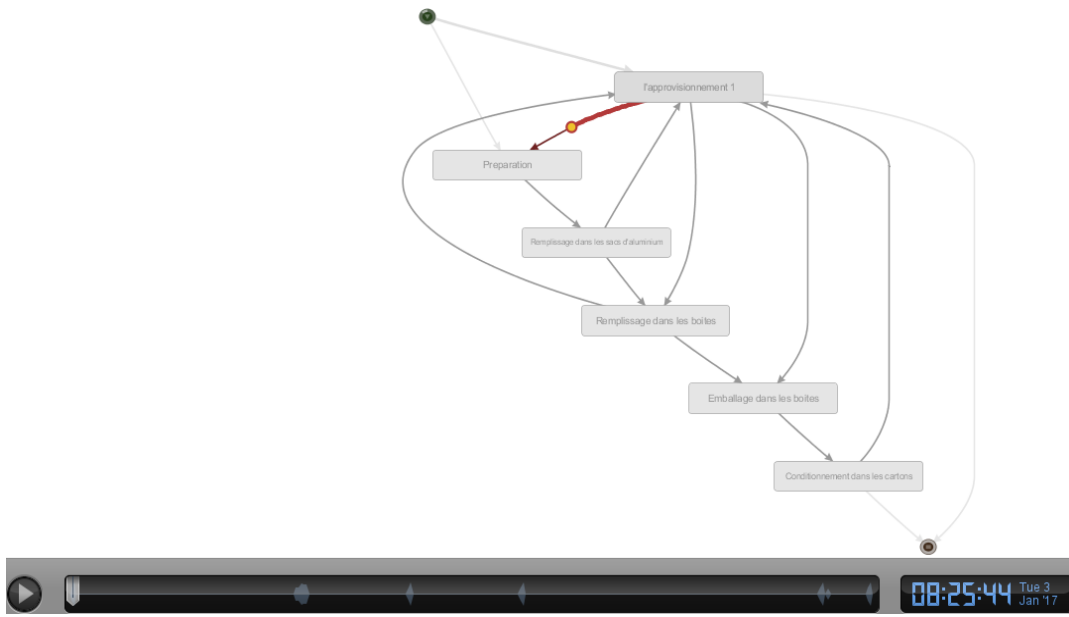 l'approvisionnement 1
Preparation
Remplissage dans les sacs d'aluminium
Remplissage dans les boites
Emballage dans les boites
Conditionnement dans les cartons
08:25:44
Tue 3
Jan '17